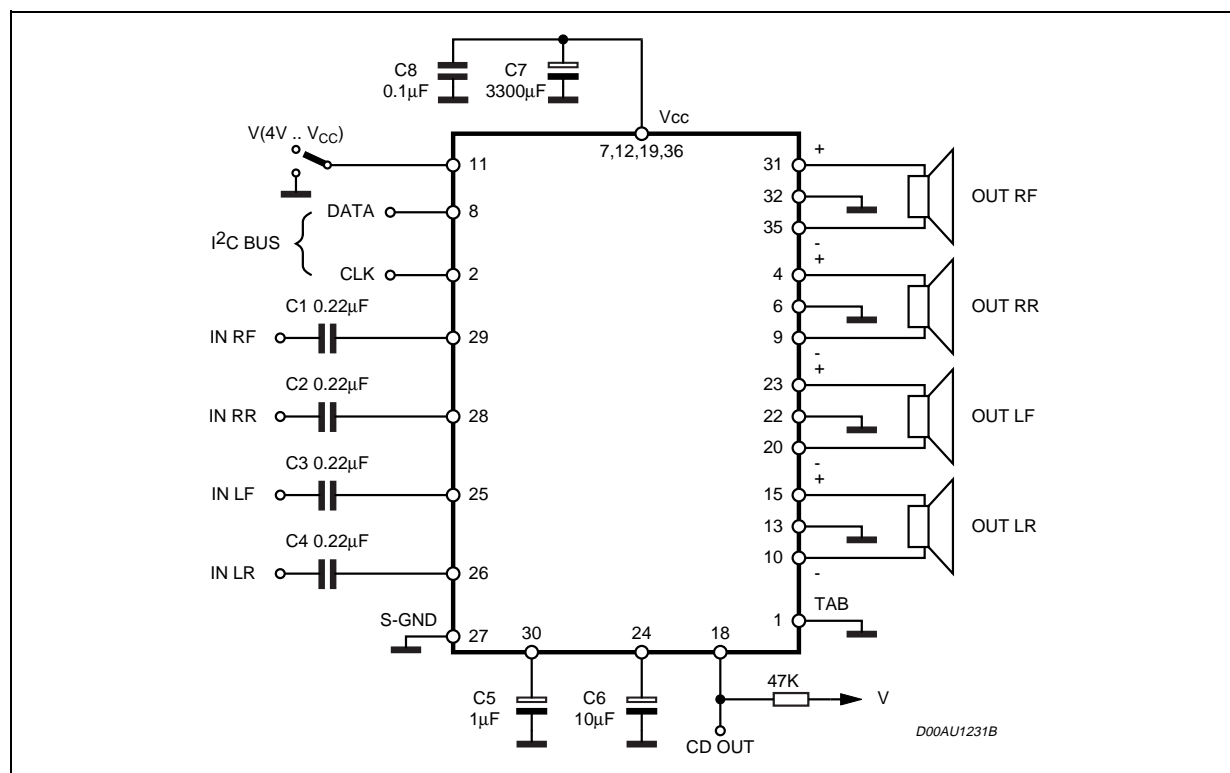 C8
0.1μF
C7
3300μF
Vcc
7,12,19,36
V(4V .. VCC)
11
DATA
8
I2C BUS
CLK
2
C1 0.22μF
IN RF
29
C2 0.22μF
IN RR
28
C3 0.22μF
IN LF
25
C4 0.22μF
IN LR
26
S-GND
27
30
24
18
C5
1μF
C6
10μF
47K
V
CD OUT
31
+
32
OUT RF
35
-
+
4
6
OUT RR
9
-
+
23
22
OUT LF
20
-
+
15
13
OUT LR
10
-
TAB
1
D00AU1231B